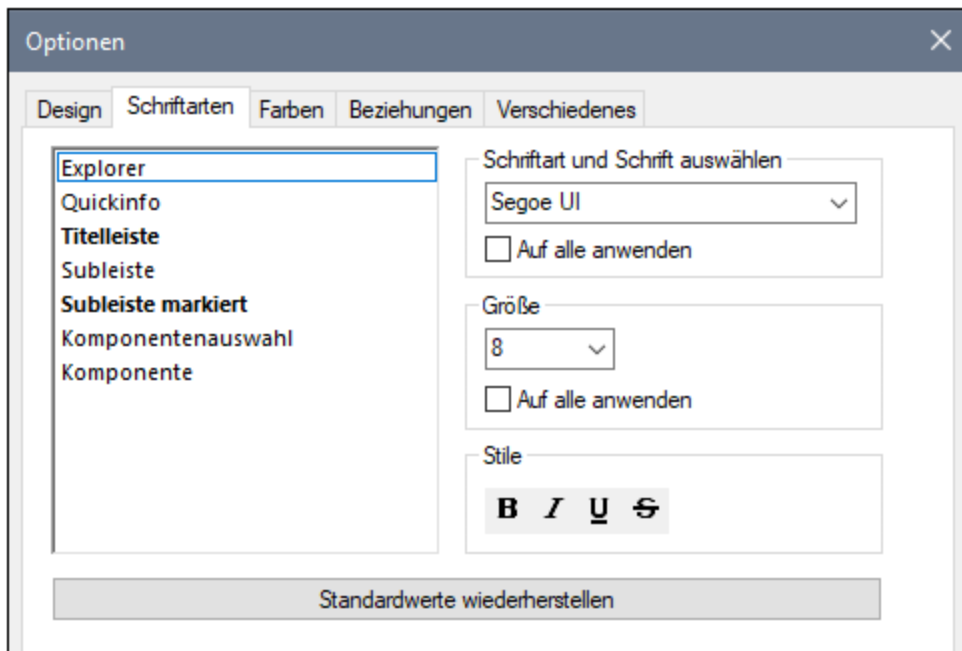 Optionen
Design Schriftarten Farben Beziehungen Verschiedenes
Explorer
Quickinfo
Titelleiste
Subleiste
Subleiste markiert
Komponentenauswahl
Komponente
Schriftart und Schrift auswählen
Segoe UI
Auf alle anwenden
Größe
8
Auf alle anwenden
Stile
B I U S
Standardwerte wiederherstellen